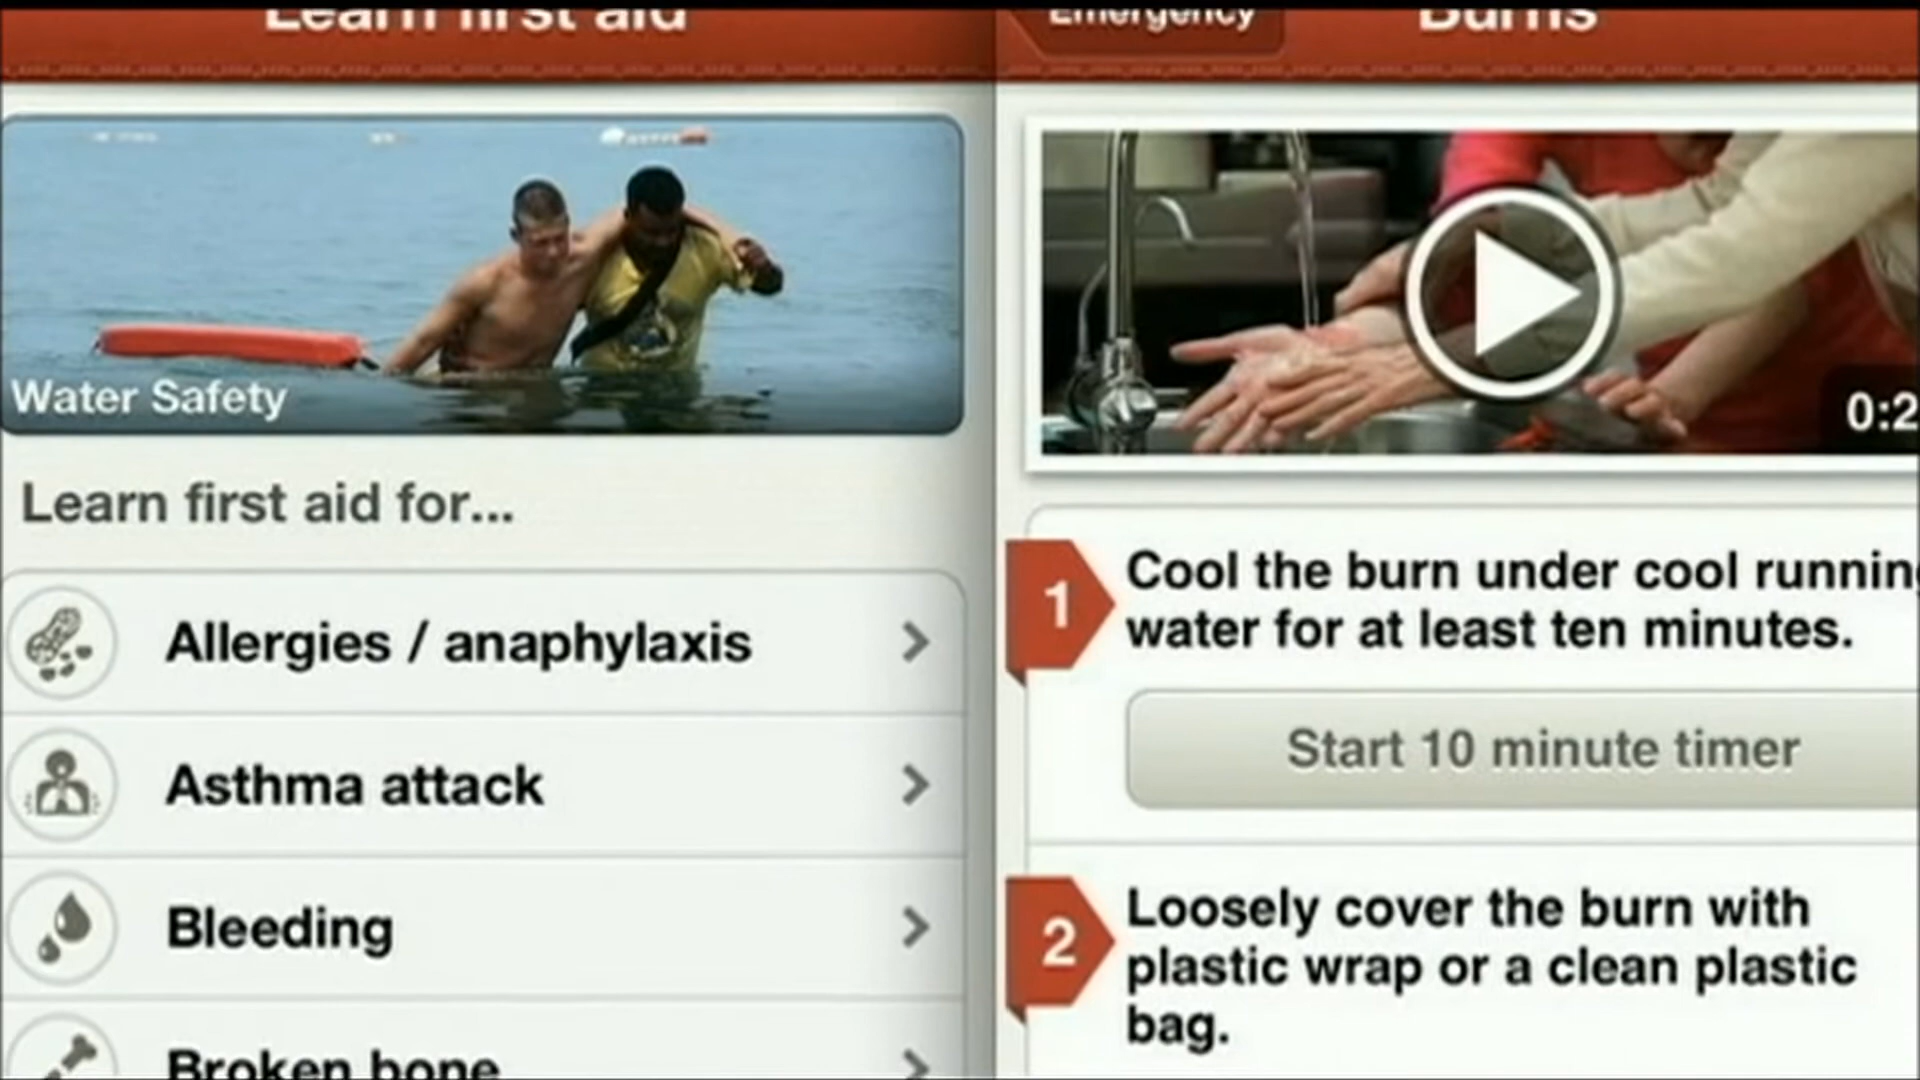 Learn first aid
Water Safety
Learn first aid for...
Allergies / anaphylaxis
Asthma attack
Bleeding
Broken bone
Emergency
Burns
0:2
1
Cool the burn under cool running
water for at least ten minutes.
Start 10 minute timer
2
Loosely cover the burn with
plastic wrap or a clean plastic
bag.